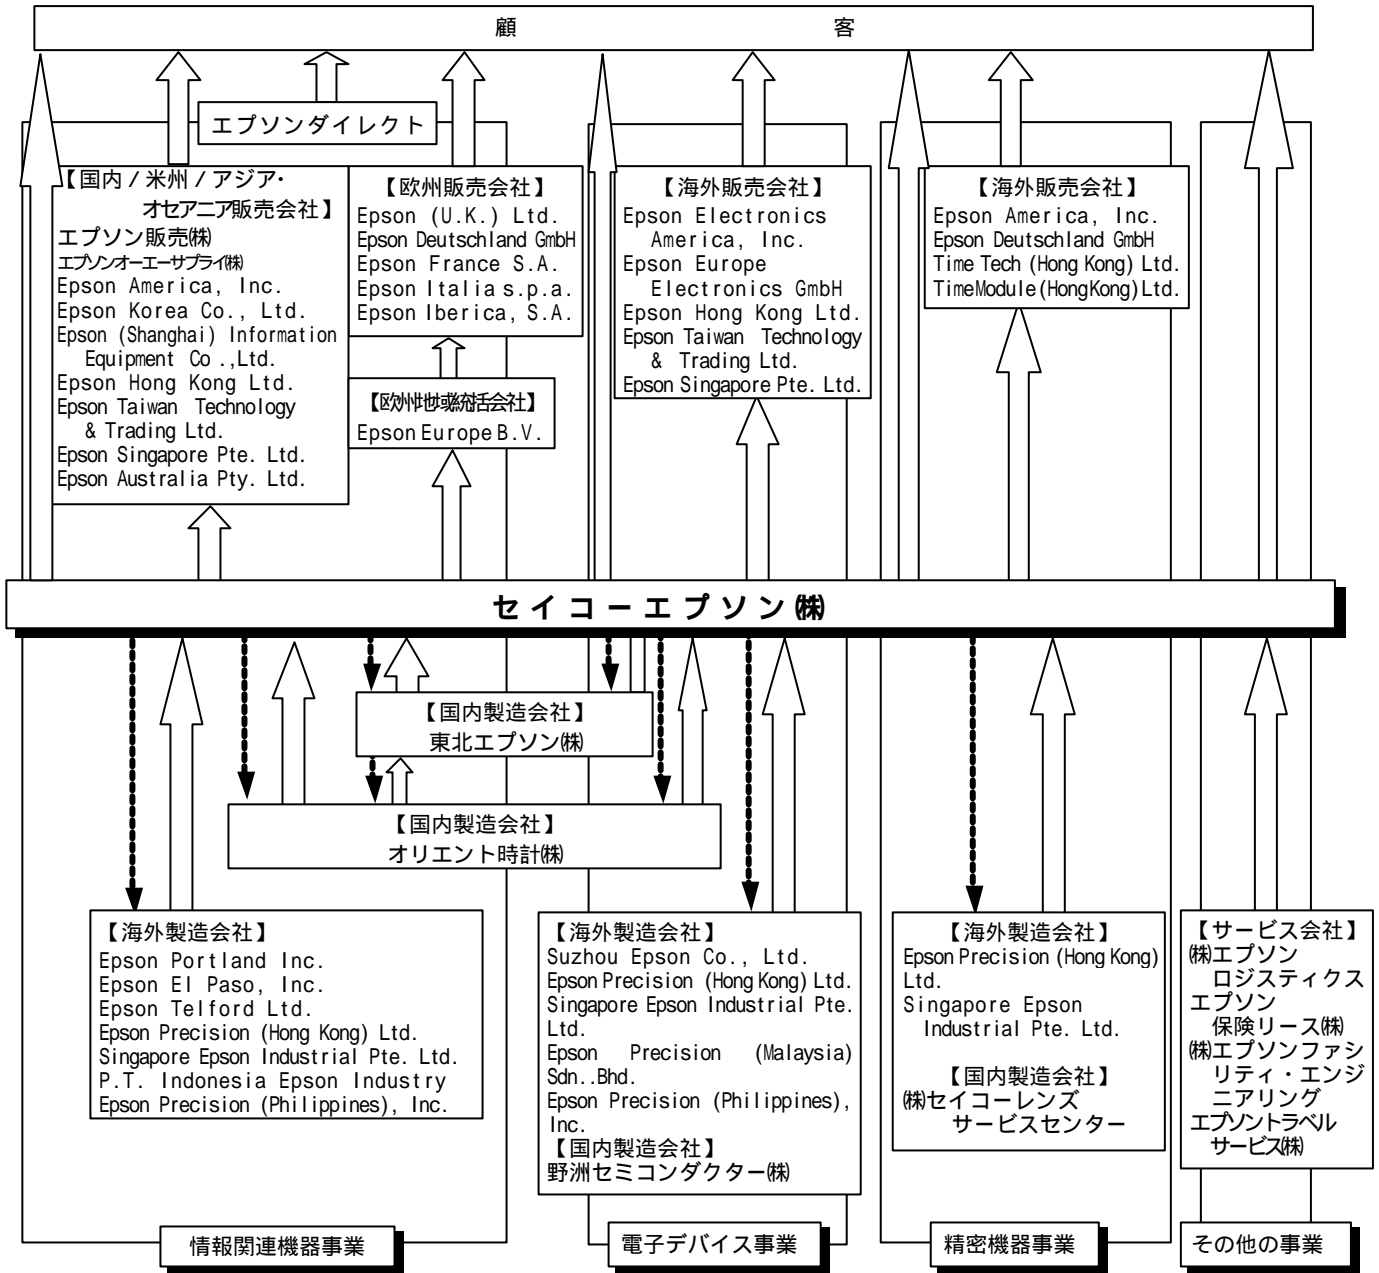 顧 客
エプソンダイレクト
【国内/米州/アジア・
オセアニア販売会社】
エプソン販売㈱
エプソンオーエーサプライ㈱
Epson America, Inc.
Epson Korea Co., Ltd.
Epson (Shanghai) Information
Equipment Co .,Ltd.
Epson Hong Kong Ltd.
Epson Taiwan Technology
& Trading Ltd.
Epson Singapore Pte. Ltd.
Epson Australia Pty. Ltd.
【欧州販売会社】
Epson (U.K.) Ltd.
Epson Deutschland GmbH
Epson France S.A.
Epson Italia s.p.a.
Epson Iberica, S.A.
【欧州地域統括会社】
Epson Europe B.V.
【海外販売会社】
Epson Electronics
America, Inc.
Epson Europe
Electronics GmbH
Epson Hong Kong Ltd.
Epson Taiwan Technology
& Trading Ltd.
Epson Singapore Pte. Ltd.
【海外販売会社】
Epson America, Inc.
Epson Deutschland GmbH
Time Tech (Hong Kong) Ltd.
TimeModule(HongKong)Ltd.
セイコーエプソン㈱
【国内製造会社】
東北エプソン㈱
【国内製造会社】
オリエント時計㈱
【海外製造会社】
Epson Portland Inc.
Epson El Paso, Inc.
Epson Telford Ltd.
Epson Precision (Hong Kong) Ltd.
Singapore Epson Industrial Pte. Ltd.
P.T. Indonesia Epson Industry
Epson Precision (Philippines), Inc.
【海外製造会社】
Suzhou Epson Co., Ltd.
Epson Precision (Hong Kong) Ltd.
Singapore Epson Industrial Pte.
Ltd.
Epson Precision (Malaysia)
Sdn..Bhd.
Epson Precision (Philippines),
Inc.
【国内製造会社】
野洲セミコンダクター㈱
【海外製造会社】
Epson Precision (Hong Kong)
Ltd.
Singapore Epson
Industrial Pte. Ltd.
【国内製造会社】
㈱セイコーレンズ
サービスセンター
【サービス会社】
㈱エプソン
ロジスティクス
エプソン
保険リース㈱
㈱エプソンファシ
リティ・エンジ
ニアリング
エプソントラベル
サービス㈱
情報関連機器事業
電子デバイス事業
精密機器事業
その他の事業